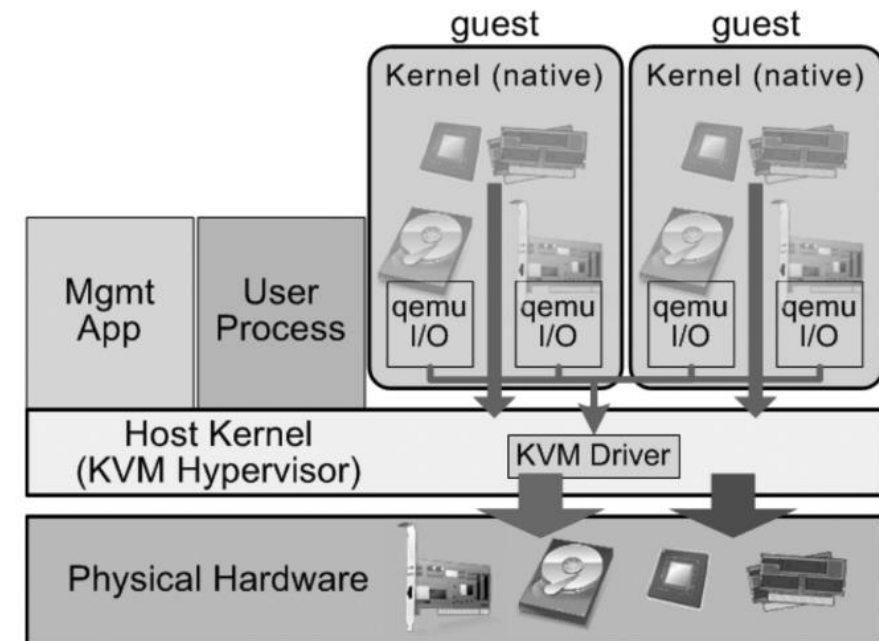 guest
guest
Kernel (native)
Kernel (native)
Mgmt
App
User
Process
qemu
I/O
qemu
I/O
qemu
I/O
qemu
I/O
Host Kernel
(KVM Hypervisor)
KVM Driver
Physical Hardware